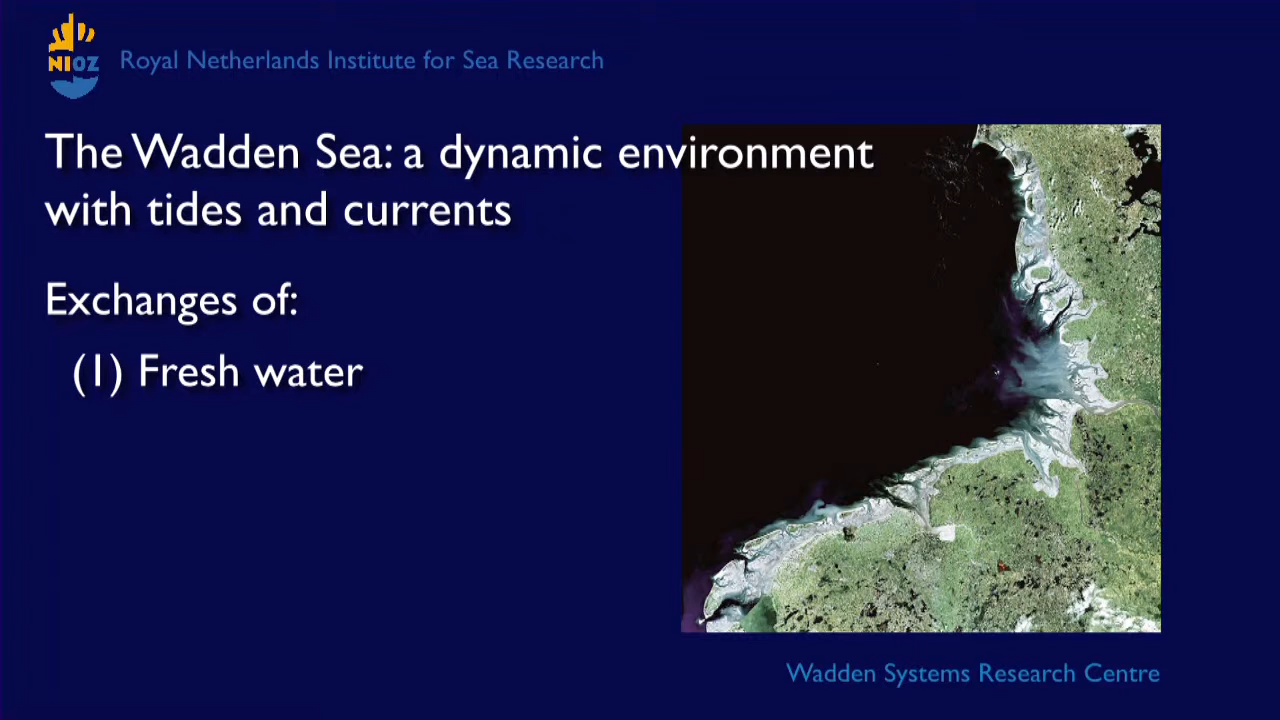 NIOZ
Royal Netherlands Institute for Sea Research
The Wadden Sea: a dynamic environment
with tides and currents
Exchanges of:
(1) Fresh water
Wadden Systems Research Centre